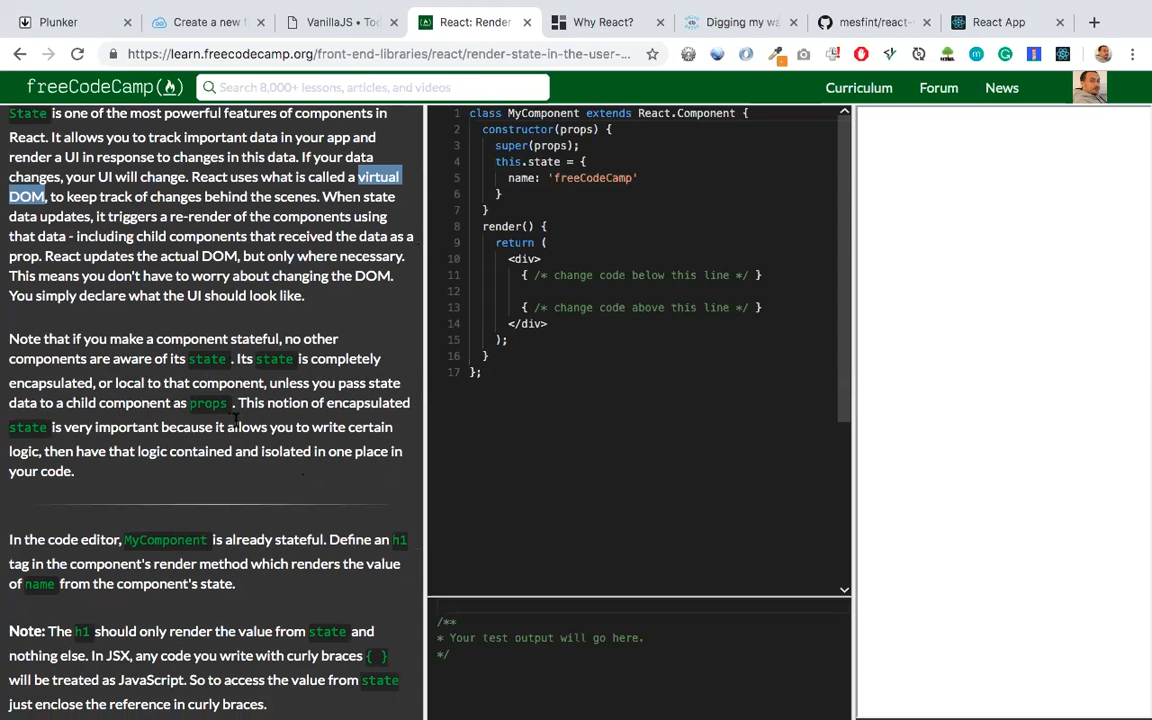 Plunker
Create a new f
VanillaJS • Too
React: Render
Why React?
Digging my wa
mesfint/react-
React App
https://learn.freecodecamp.org/front-end-libraries/react/render-state-in-the-user-...
freeCodeCamp
Search 8,000+ lessons, articles, and videos
Curriculum
Forum
News
State is one of the most powerful features of components in
React. It allows you to track important data in your app and
render a UI in response to changes in this data. If your data
changes, your UI will change. React uses what is called a virtual
DOM, to keep track of changes behind the scenes. When state
data updates, it triggers a re-render of the components using
that data - including child components that received the data as a
prop. React updates the actual DOM, but only where necessary.
This means you don't have to worry about changing the DOM.
You simply declare what the UI should look like.
Note that if you make a component stateful, no other
components are aware of its state . Its state is completely
encapsulated, or local to that component, unless you pass state
data to a child component as props . This notion of encapsulated
state is very important because it allows you to write certain
logic, then have that logic contained and isolated in one place in
your code.
In the code editor, MyComponent is already stateful. Define an h1
tag in the component's render method which renders the value
of name from the component's state.
Note: The h1 should only render the value from state and
nothing else. In JSX, any code you write with curly braces { }
will be treated as JavaScript. So to access the value from state
just enclose the reference in curly braces.
1 class MyComponent extends React.Component {
2 constructor(props) {
3 super(props);
4 this.state = {
5 name: 'freeCodeCamp'
6 }
7 }
8 render() {
9 return (
10 <div>
11 { /* change code below this line */ }
12
13 { /* change code above this line */ }
14 </div>
15 );
16 }
17 };
/**
* Your test output will go here.
*/